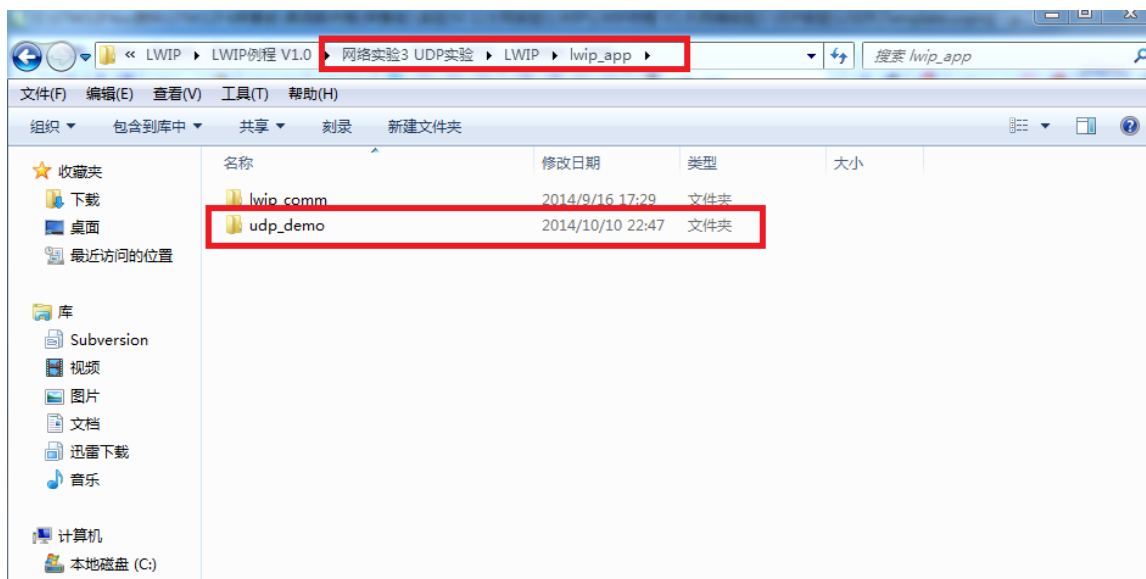 « LWIP ▸ LWIP例程 V1.0 ▸ 网络实验3 UDP实验 ▸ LWIP ▸ lwip_app ▸ 搜索 lwip_app
文件(F) 编辑(E) 查看(V) 工具(T) 帮助(H)
组织 包含到库中 共享 刻录 新建文件夹
名称 修改日期 类型 大小
收藏夹
下载
桌面
最近访问的位置
库
Subversion
视频
图片
文档
迅雷下载
音乐
计算机
本地磁盘 (C:)
lwip_comm 2014/9/16 17:29 文件夹
udp_demo 2014/10/10 22:47 文件夹